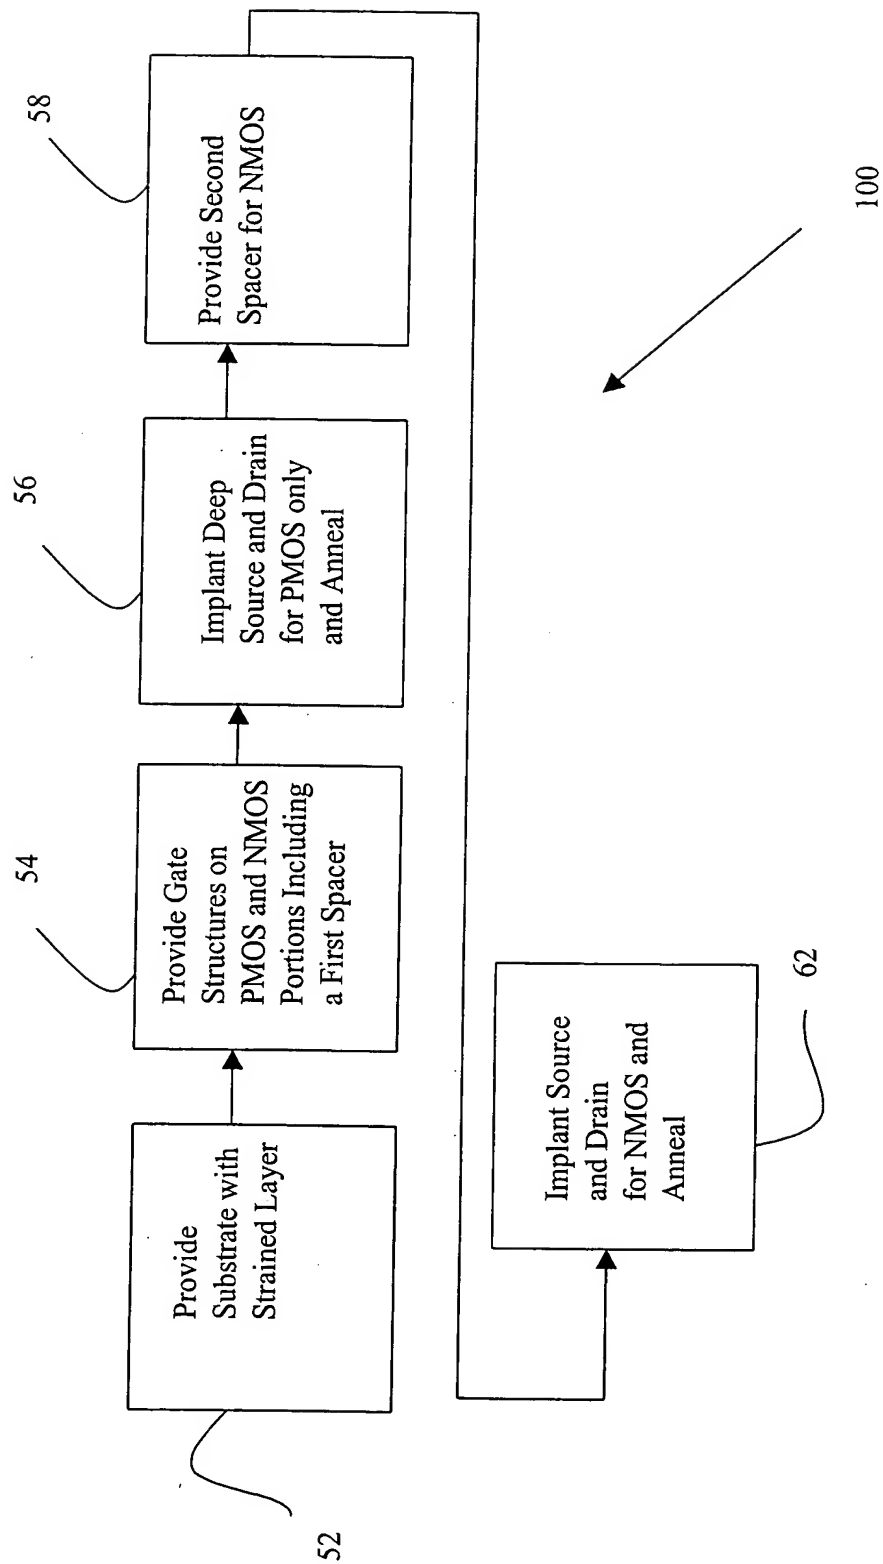 52
Provide
Substrate with
Strained Layer
54
Provide Gate
Structures on
PMOS and NMOS
Portions Including
a First Spacer
56
Implant Deep
Source and Drain
for PMOS only
and Anneal
58
Provide Second
Spacer for NMOS
62
Implant Source
and Drain
for NMOS and
Anneal
100